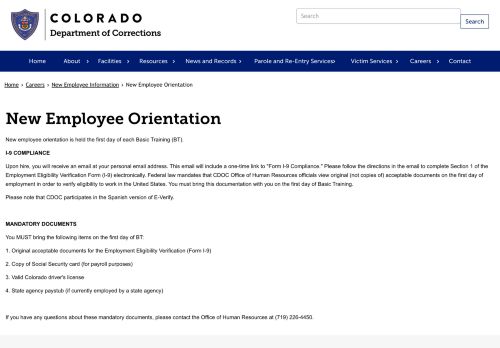 COLORADO
Department of Corrections
Search
Search
Home
About
Facilities
Resources
News and Records
Parole and Re-Entry Services
Victim Services
Careers
Contact
Home › Careers › New Employee Information › New Employee Orientation
New Employee Orientation
New employee orientation is held the first day of each Basic Training (BT).
I-9 COMPLIANCE
Upon hire, you will receive an email at your personal email address. This email will include a one-time link to "Form I-9 Compliance." Please follow the directions in the email to complete Section 1 of the
Employment Eligibility Verification Form (I-9) electronically. Federal law mandates that CDOC Office of Human Resources officials view original (not copies of) acceptable documents on the first day of
employment in order to verify eligibility to work in the United States. You must bring this documentation with you on the first day of Basic Training.
Please note that CDOC participates in the Spanish version of E-Verify.
MANDATORY DOCUMENTS
You MUST bring the following items on the first day of BT:
1. Original acceptable documents for the Employment Eligibility Verification (Form I-9)
2. Copy of Social Security card (for payroll purposes)
3. Valid Colorado driver's license
4. State agency paystub (if currently employed by a state agency)
If you have any questions about these mandatory documents, please contact the Office of Human Resources at (719) 226-4450.